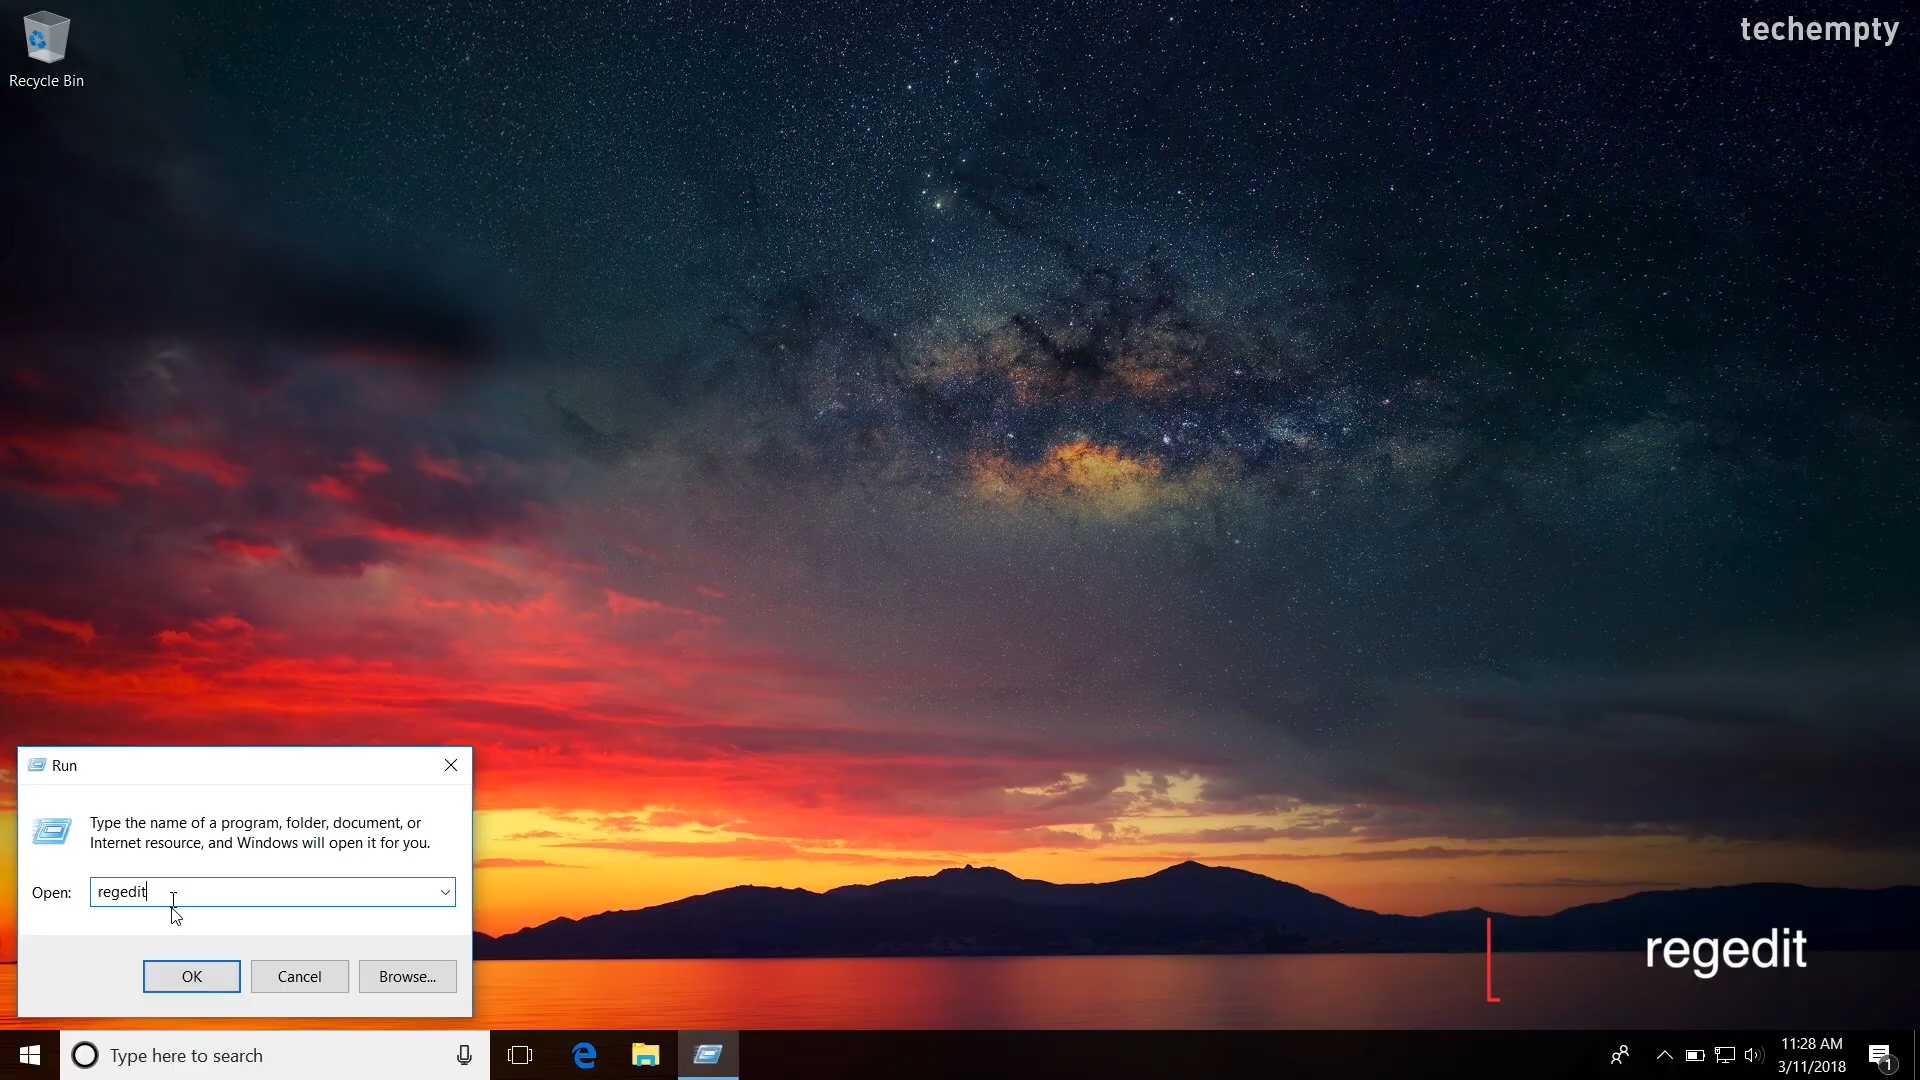 techempty
Recycle Bin
Run
Type the name of a program, folder, document, or
Internet resource, and Windows will open it for you.
Open: regedit
OK Cancel Browse...
regedit
Type here to search
11:28 AM
3/11/2018
1